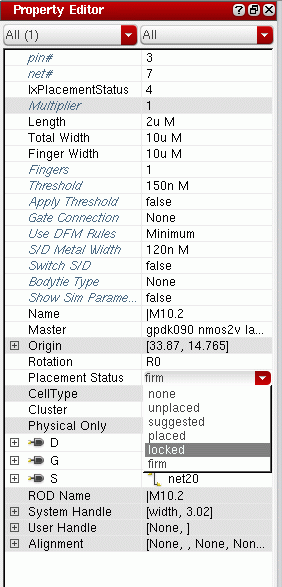 Property Editor
All (1) All
pin# 3
net# 7
lxPlacementStatus 4
Multiplier 1
Length 2u M
Total Width 10u M
Finger Width 10u M
Fingers 1
Threshold 150n M
Apply Threshold false
Gate Connection None
Use DFM Rules Minimum
S/D Metal Width 120n M
Switch S/D false
Bodytie Type None
Show Sim Parame... false
Name |M10.2
Master gpdk090 nmos2v la...
Origin [33.87, 14.765]
Rotation R0
Placement Status firm
CellType none
Cluster unplaced
suggested
Physical Only placed
D locked
G firm
S net20
ROD Name |M10.2
System Handle [width, 3.02]
User Handle [None, ]
Alignment [None, , None, Non...